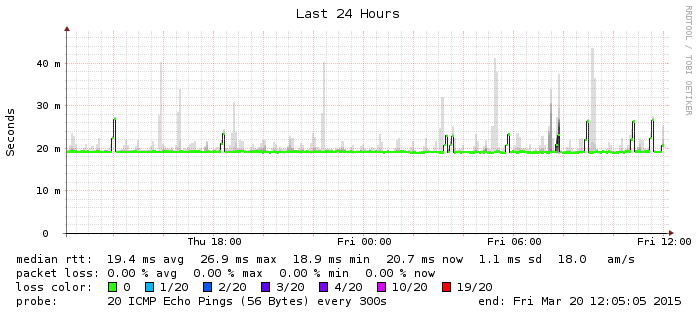 Last 24 Hours
RRDTOOL / TOBI OETIKER
Seconds
40 m
30 m
20 m
10 m
0
Thu 18:00 Fri 00:00 Fri 06:00 Fri 12:00
median rtt: 19.4 ms avg 26.9 ms max 18.9 ms min 20.7 ms now 1.1 ms sd 18.0 am/s
packet loss: 0.00 % avg 0.00 % max 0.00 % min 0.00 % now
loss color: 0 1/20 2/20 3/20 4/20 10/20 19/20
probe: 20 ICMP Echo Pings (56 Bytes) every 300s end: Fri Mar 20 12:05:05 2015